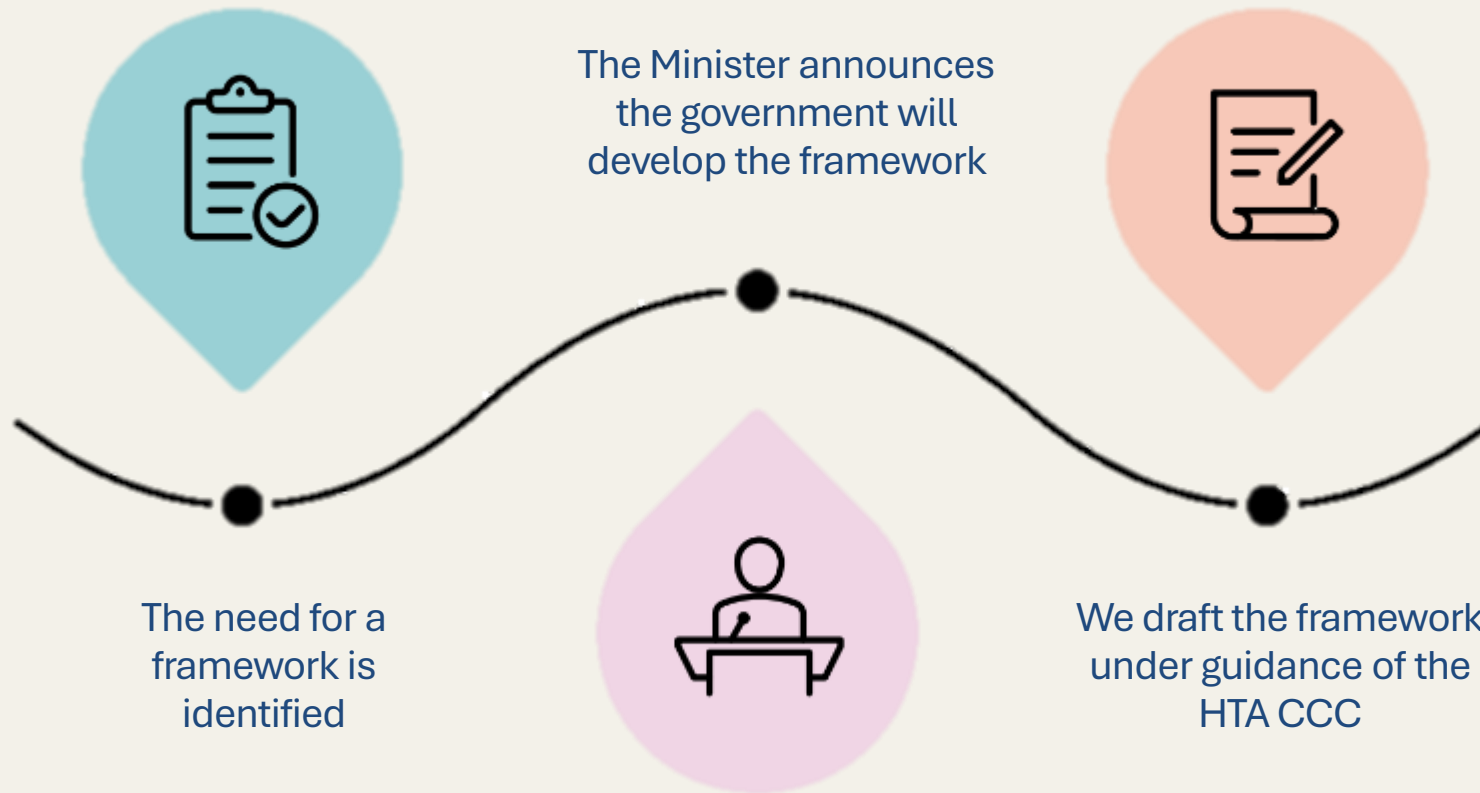 The need for a
framework is
identified
The Minister announces
the government will
develop the framework
We draft the framework
under guidance of the
HTA CCC